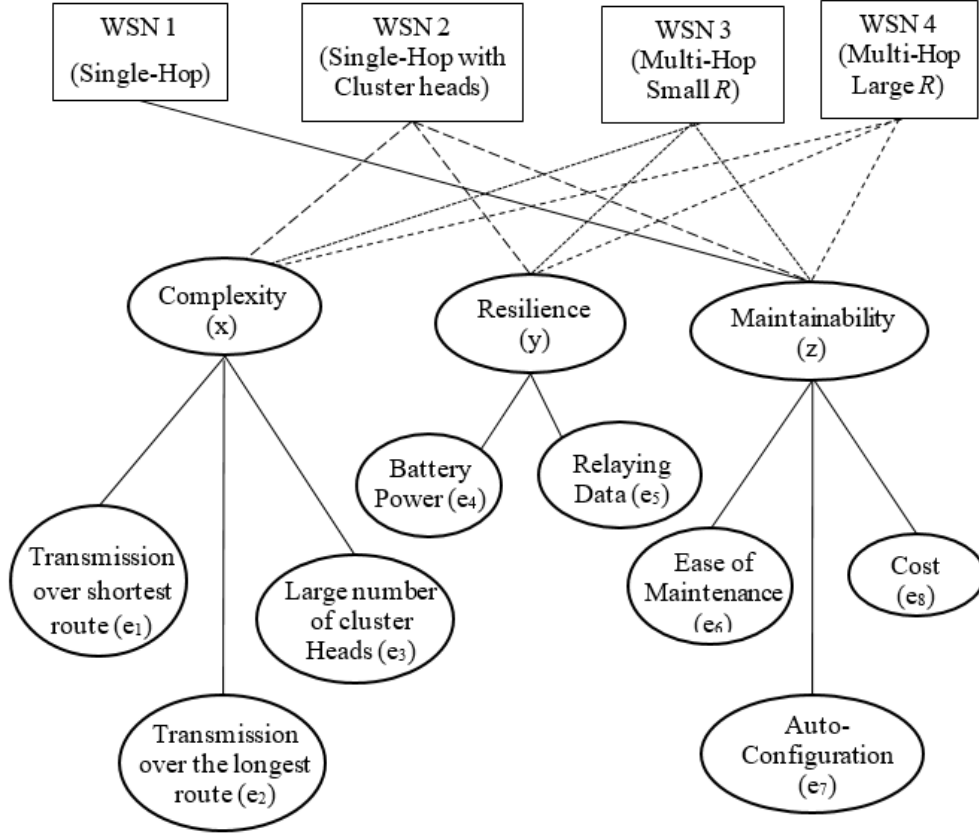 WSN 1
(Single-Hop)
WSN 2
(Single-Hop with
Cluster heads)
WSN 3
(Multi-Hop
Small R)
WSN 4
(Multi-Hop
Large R)
Complexity
(x)
Resilience
(y)
Maintainability
(z)
Battery
Power (e₄)
Relaying
Data (e₅)
Transmission
over shortest
route (e₁)
Large number
of cluster
Heads (e₃)
Ease of
Maintenance
(e₆)
Cost
(e₈)
Transmission
over the longest
route (e₂)
Auto-
Configuration
(e₇)